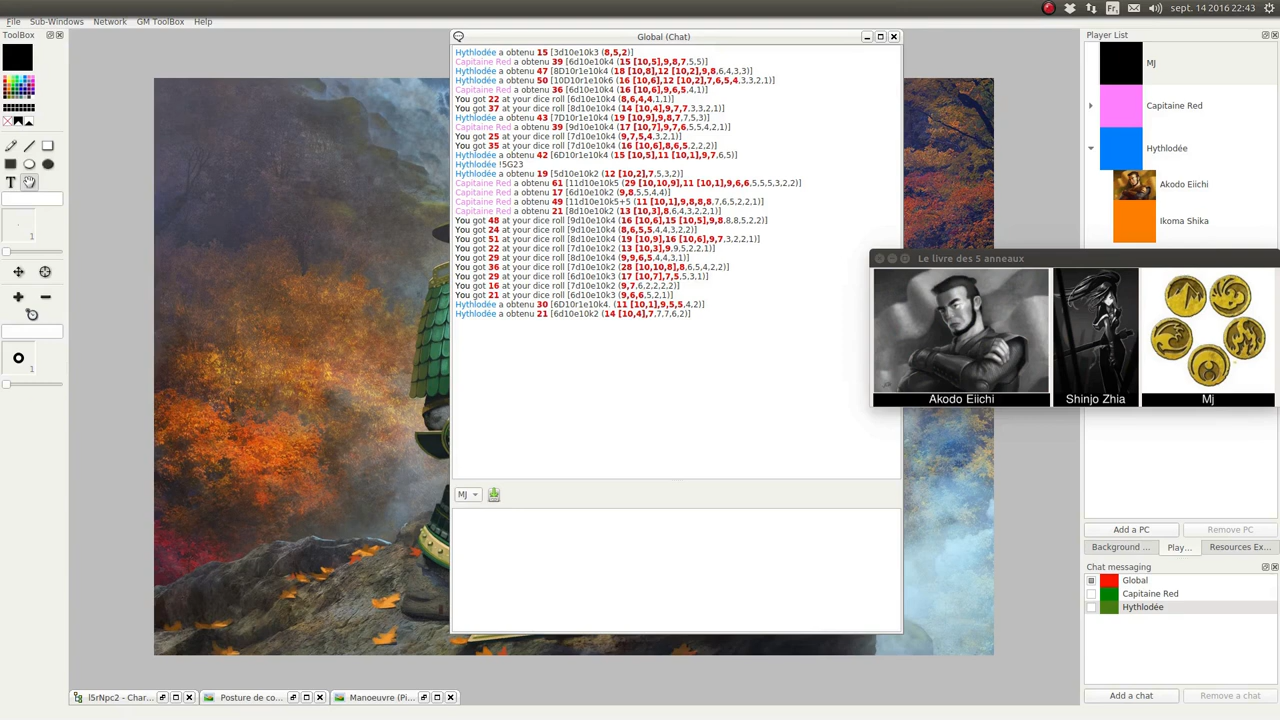 Fr. sept. 14 2016 22:43
File Sub-Windows Network GM ToolBox Help
ToolBox
Global (Chat)
Player List
Hythlodée a obtenu 15 [3d10e10k3 (8,5,2)]
Capitaine Red a obtenu 39 [6d10e10k4 (15 [10,5],9,8,7.5,5)]
Hythlodée a obtenu 47 [8D10r1e10k4 (18 [10,8],12 [10,2],9,8,6,4,3,3)]
Hythlodée a obtenu 50 [10D10r1e10k6 (16 [10,6],12 [10,2],7,6,5,4.3,3,2,1)]
Capitaine Red a obtenu 36 [6d10e10k4 (16 [10,6],9,6,5.4,1)]
You got 22 at your dice roll [6d10e10k4 (8,6,4,4.1,1)]
You got 37 at your dice roll [8d10e10k4 (14 [10,4],9,7,7.3,3,2,1)]
Hythlodée a obtenu 43 [7D10r1e10k4 (19 [10,9],9,8,7.7,5,3)]
Capitaine Red a obtenu 39 [9d10e10k4 (17 [10,7],9,7,6.5,5,4,2,1)]
You got 25 at your dice roll [7d10e10k4 (9,7,5,4.3,2,1)]
You got 35 at your dice roll [7d10e10k4 (16 [10,6],8,6,5.2,2,2)]
Hythlodée a obtenu 42 [6D10r1e10k4 (15 [10,5],11 [10,1],9,7.6,5)]
Hythlodée !5G23
Hythlodée a obtenu 19 [5d10e10k2 (12 [10,2],7.5,3,2)]
Capitaine Red a obtenu 61 [11d10e10k5 (29 [10,10,9],11 [10,1],9,6,6.5,5,5,3,2,2)]
Capitaine Red a obtenu 17 [6d10e10k2 (9,8.5,5,4,4)]
Capitaine Red a obtenu 49 [11d10e10k5+5 (11 [10,1],9,8,8,8.7,6,5,2,2,1)]
Capitaine Red a obtenu 21 [8d10e10k2 (13 [10,3],8.6,4,3,2,2,1)]
You got 48 at your dice roll [9d10e10k4 (16 [10,6],15 [10,5],9,8.8,8,5,2,2)]
You got 24 at your dice roll [9d10e10k4 (8,6,5,5.4,4,3,2,2)]
You got 51 at your dice roll [8d10e10k4 (19 [10,9],16 [10,6],9,7.3,2,2,1)]
You got 22 at your dice roll [7d10e10k2 (13 [10,3],9.9,5,2,2,1)]
You got 29 at your dice roll [8d10e10k4 (9,9,6,5.4,4,3,1)]
You got 36 at your dice roll [7d10e10k2 (28 [10,10,8],8.6,5,4,2,2)]
You got 29 at your dice roll [6d10e10k3 (17 [10,7],7,5.5,3,1)]
You got 16 at your dice roll [7d10e10k2 (9,7.6,2,2,2,2)]
You got 21 at your dice roll [6d10e10k3 (9,6,6.5,2,1)]
Hythlodée a obtenu 30 [6D10r1e10k4. (11 [10,1],9,5,5.4,2)]
Hythlodée a obtenu 21 [6d10e10k2 (14 [10,4],7.7,7,6,2)]
MJ
Capitaine Red
Hythlodée
Akodo Eiichi
Ikoma Shika
Le livre des 5 anneaux
Akodo Eiichi Shinjo Zhia Mj
T
1
1
MJ
Add a PC Remove PC
Background ... Play... Resources Ex...
Chat messaging
Global
Capitaine Red
Hythlodée
Add a chat Remove a chat
l5rNpc2 – Char... Posture de co... Manoeuvre (Pi...